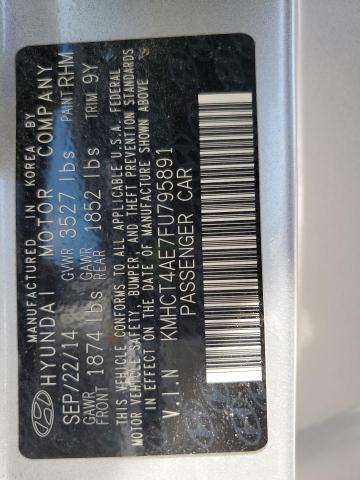 MANUFACTURED IN KOREA BY
HYUNDAI MOTOR COMPANY
SEP/22/14 GVWR 3527 lbs PAINT RHM
GAWR FRONT 1874 lbs GAWR REAR 1852 lbs TRIM 9Y
THIS VEHICLE CONFORMS TO ALL APPLICABLE U.S.A. FEDERAL
MOTOR VEHICLE SAFETY, BUMPER, AND THEFT PREVENTION STANDARDS
IN EFFECT ON THE DATE OF MANUFACTURE SHOWN ABOVE.
V.I.N KMHCT4AE7FU795891
PASSENGER CAR